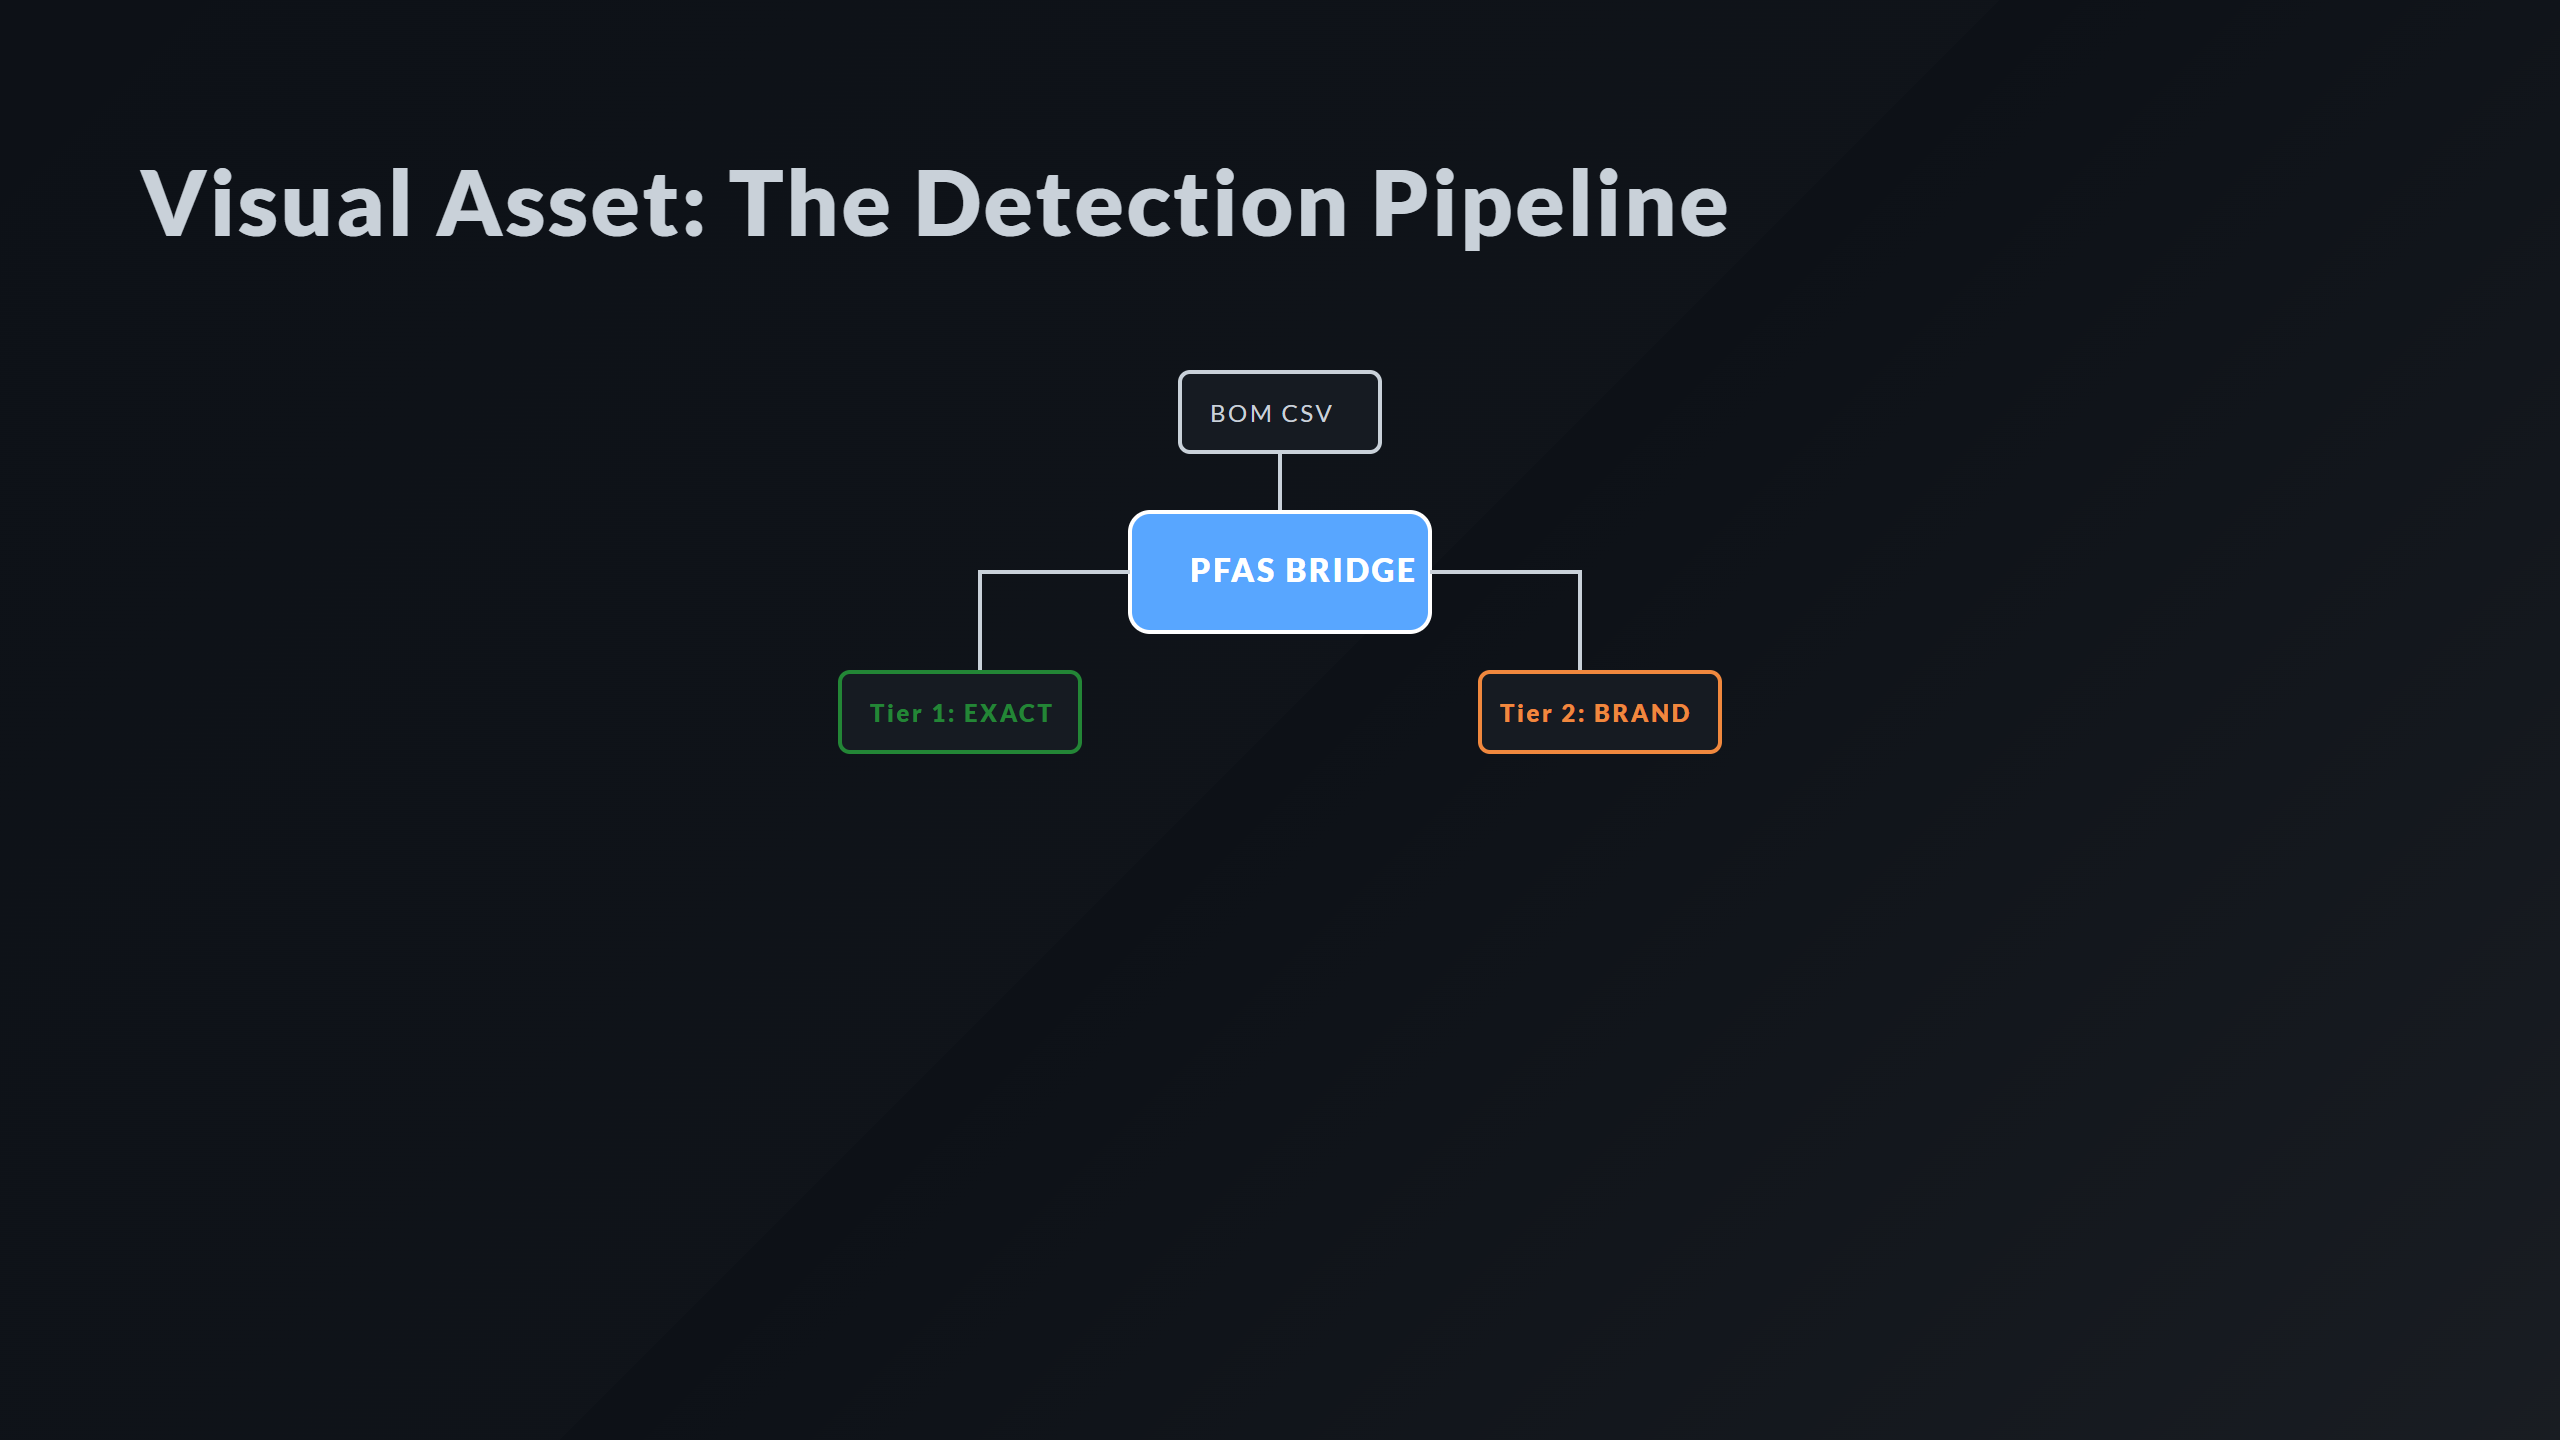 Visual Asset: The Detection Pipeline
BOM CSV
PFAS BRIDGE
Tier 1: EXACT
Tier 2: BRAND